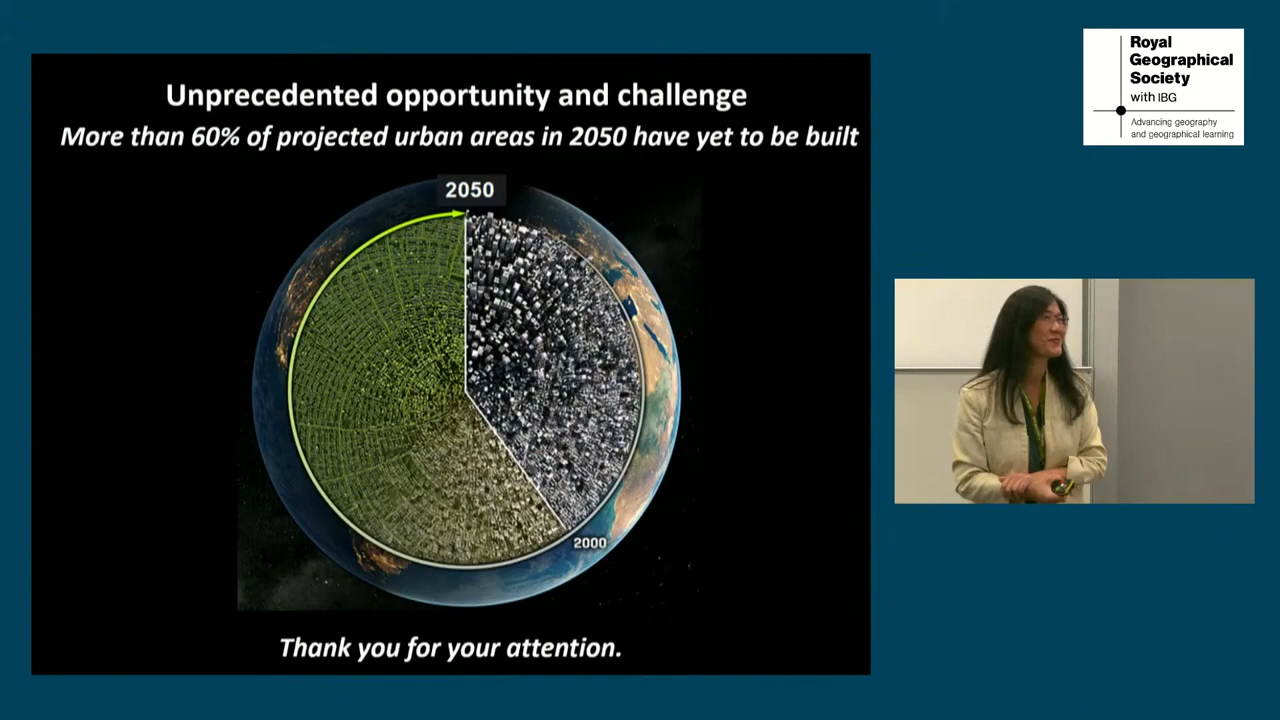 Unprecedented opportunity and challenge
More than 60% of projected urban areas in 2050 have yet to be built
2050
2000
Thank you for your attention.
Royal
Geographical
Society
with IBG
Advancing geography
and geographical learning